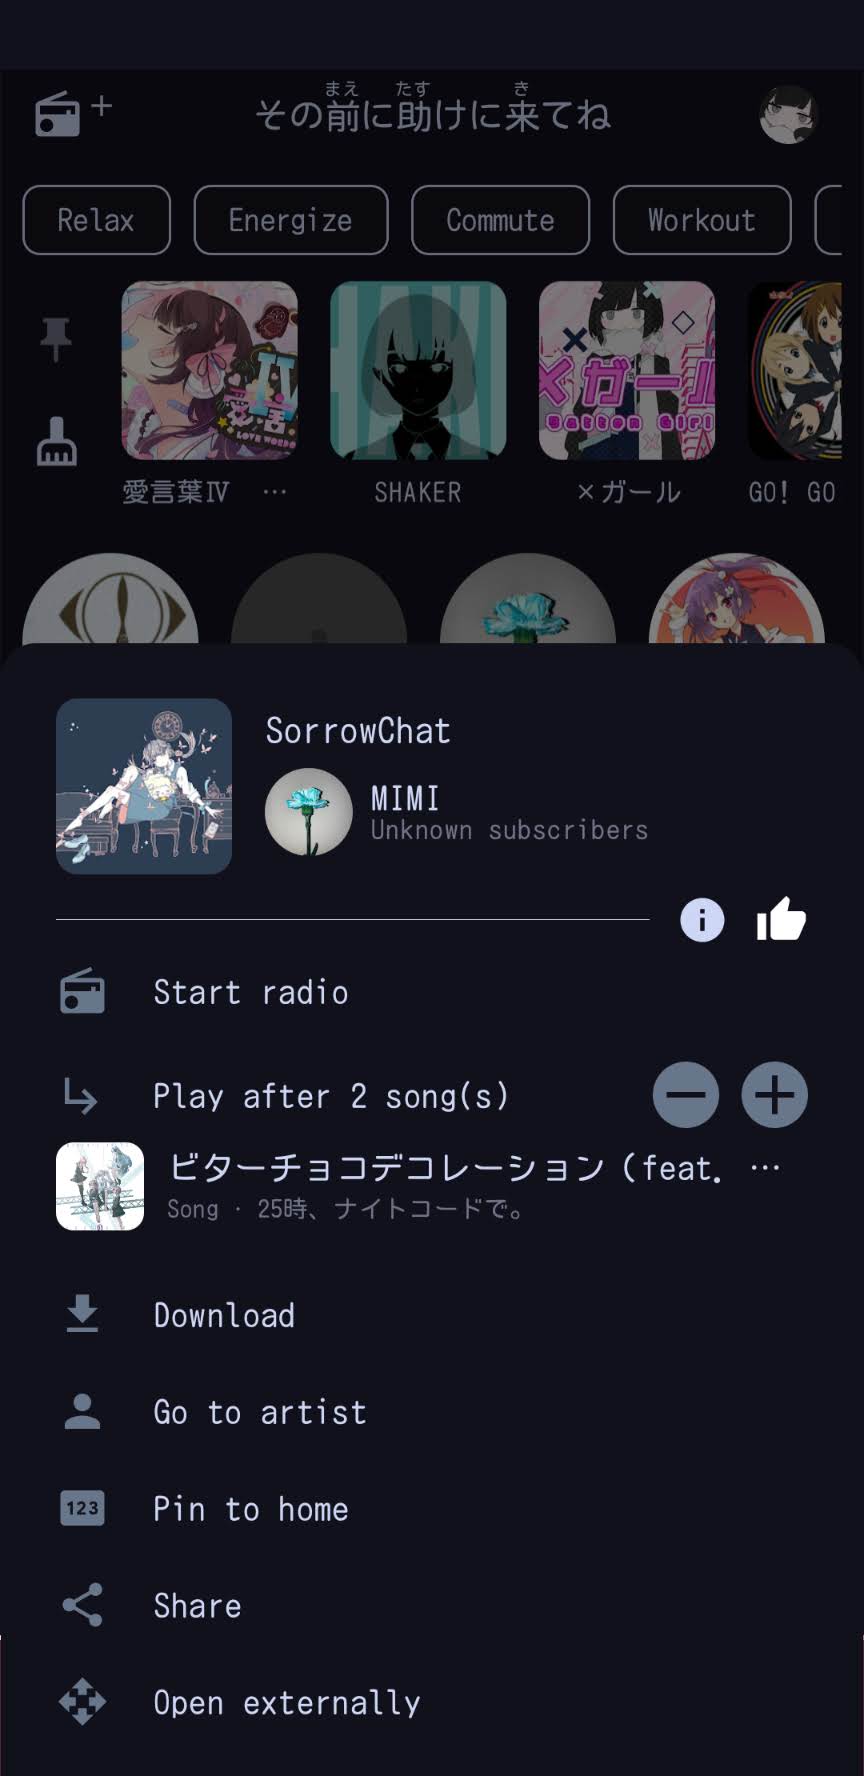 まえ たす き
その前に助けに来てね
Relax Energize Commute Workout
愛言葉Ⅳ ... SHAKER ×ガール GO! GO
SorrowChat
MIMI
Unknown subscribers
Start radio
Play after 2 song(s)
ビターチョコデコレーション (feat. ...
Song · 25時、ナイトコードで。
Download
Go to artist
123 Pin to home
Share
Open externally